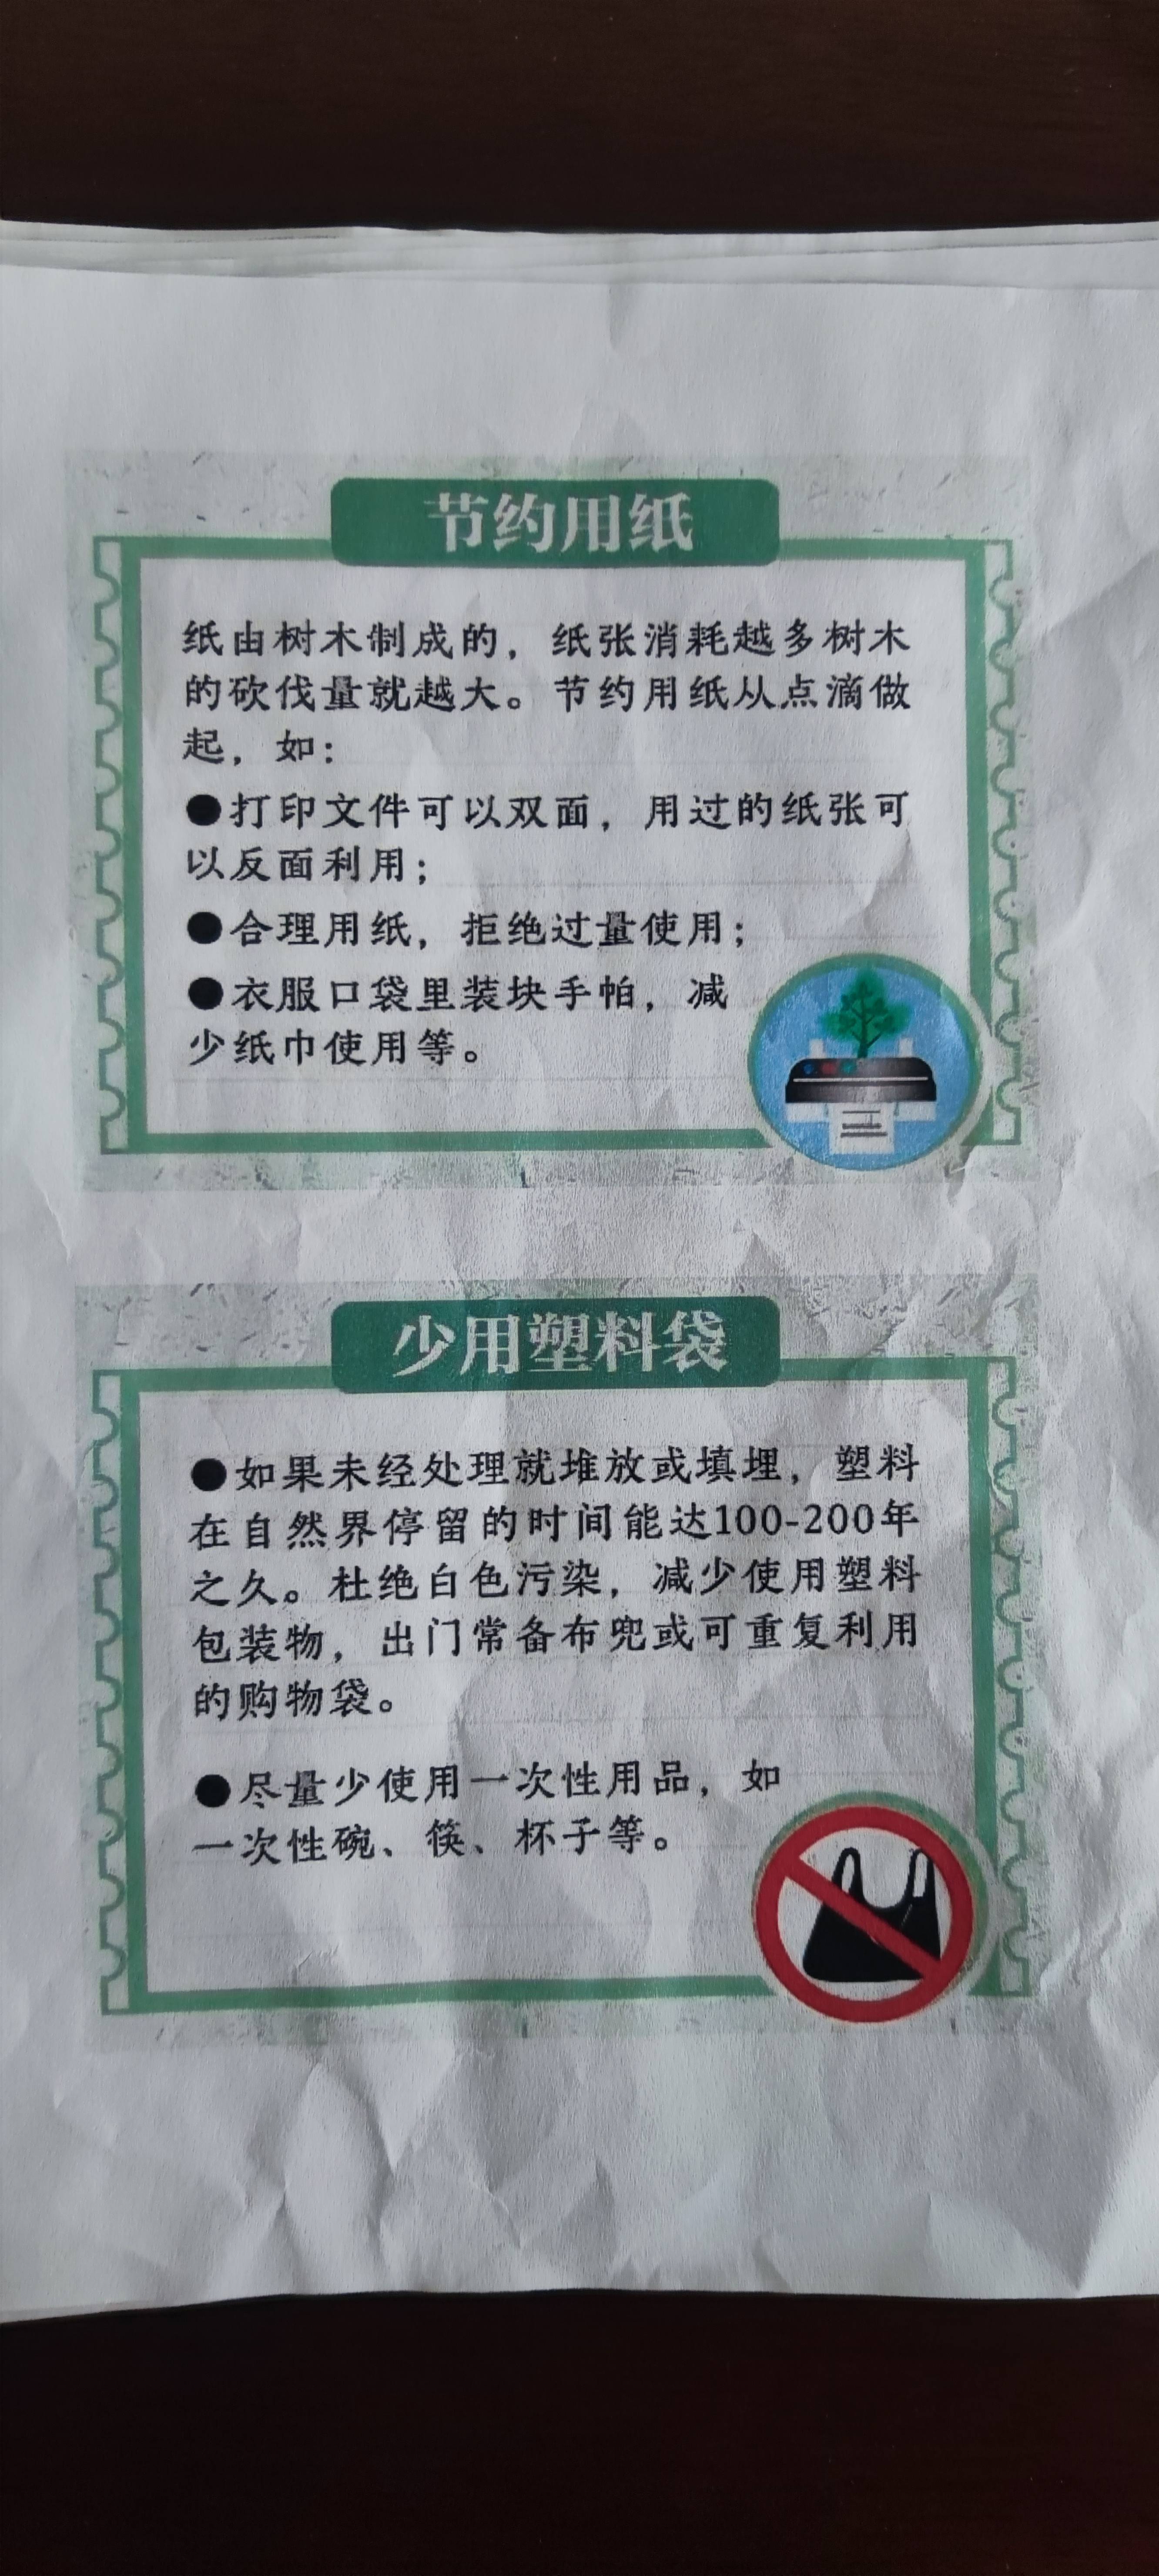 节约用纸
纸由树木制成的，纸张消耗越多树木
的砍伐量就越大。节约用纸从点滴做
起，如：
●打印文件可以双面，用过的纸张可
以反面利用；
●合理用纸，拒绝过量使用；
●衣服口袋里装块手帕，减
少纸巾使用等。
少用塑料袋
●如果未经处理就堆放或填埋，塑料
在自然界停留的时间能达100-200年
之久。杜绝白色污染，减少使用塑料
包装物，出门常备布兜或可重复利用
的购物袋。
●尽量少使用一次性用品，如
一次性碗、筷、杯子等。